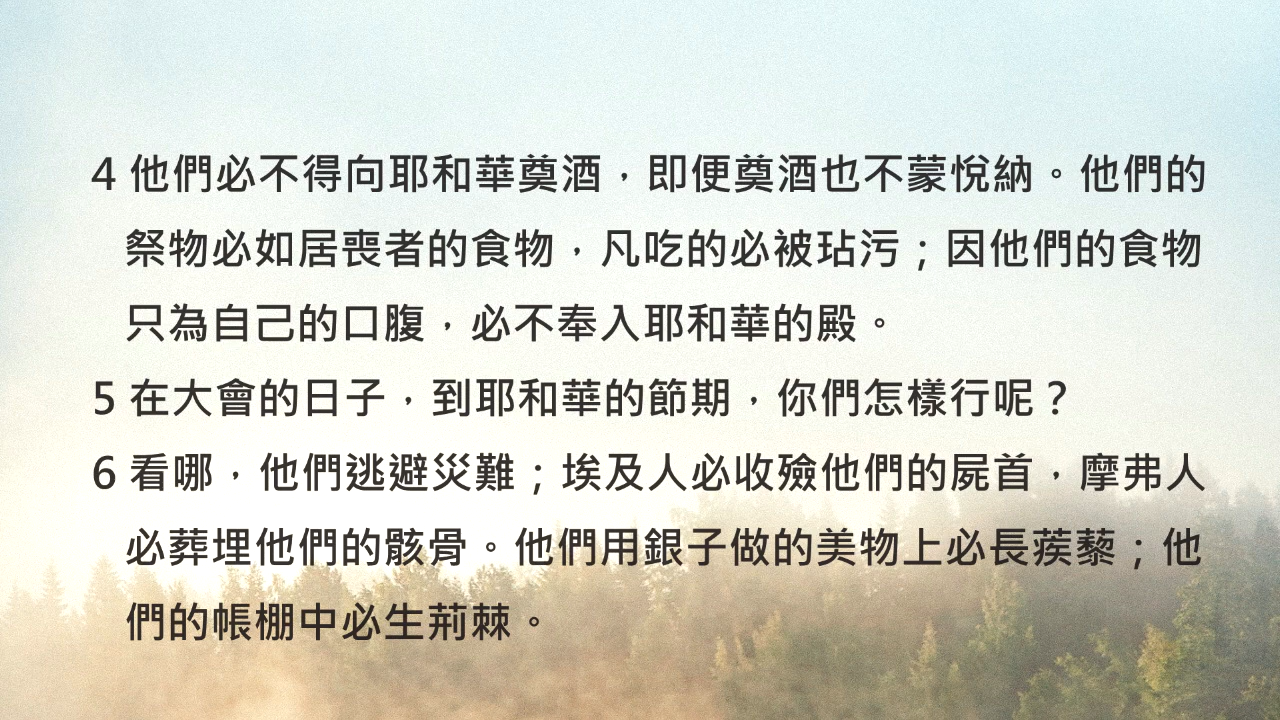 4 他們必不得向耶和華奠酒，即便奠酒也不蒙悅納。他們的
祭物必如居喪者的食物，凡吃的必被玷污；因他們的食物
只為自己的口腹，必不奉入耶和華的殿。
5 在大會的日子，到耶和華的節期，你們怎樣行呢？
6 看哪，他們逃避災難；埃及人必收殮他們的屍首，摩弗人
必葬埋他們的骸骨。他們用銀子做的美物上必長蒺藜；他
們的帳棚中必生荊棘。